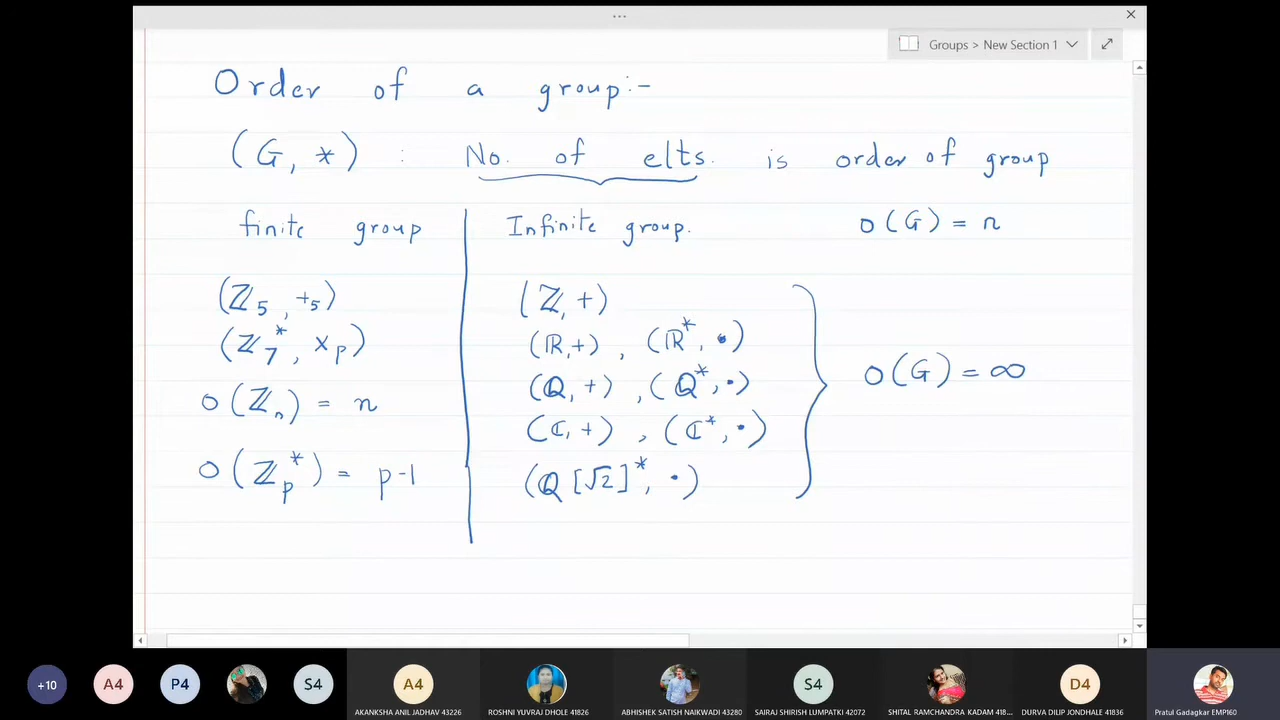 Groups > New Section 1
Order of a group:-
(G, *) : No. of elts. is order of group
finite group
Infinite group.
o(G) = n
(ℤ₅, +₅)
(ℤ₇*, ×ₚ)
o(ℤₙ) = n
o(ℤₚ*) = p-1
(ℤ, +)
(ℝ, +) , (ℝ*, •)
(ℚ, +) , (ℚ*, •)
(ℂ, +) , (ℂ*, •)
(ℚ[√2]*, •)
o(G) = ∞
+10
A4
P4
S4
A4
S4
D4
AKANKSHA ANIL JADHAV 43226
ROSHNI YUVRAJ DHOLE 41826
ABHISHEK SATISH NAIKWADI 43280
SAIRAJ SHIRISH LUMPATKI 42072
SHITAL RAMCHANDRA KADAM 418...
DURVA DILIP JONDHALE 41836
Pratul Gadagkar EMP160